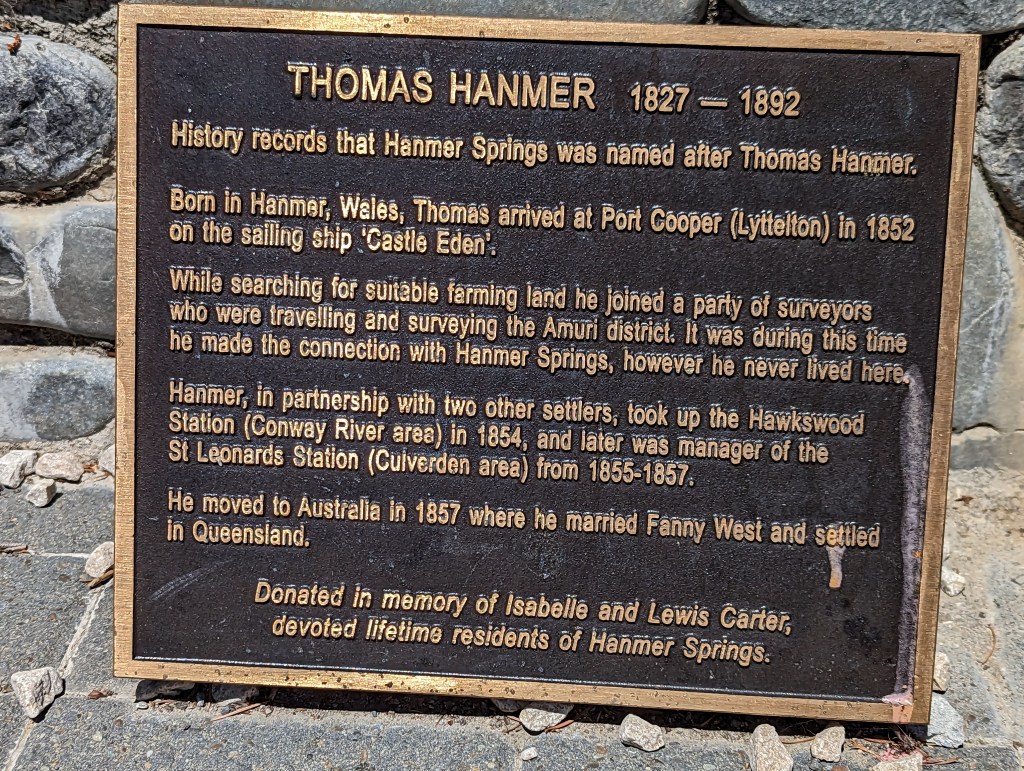 THOMAS HANMER 1827 — 1892
History records that Hanmer Springs was named after Thomas Hanmer.
Born in Hanmer, Wales, Thomas arrived at Port Cooper (Lyttelton) in 1852
on the sailing ship 'Castle Eden'.
While searching for suitable farming land he joined a party of surveyors
who were travelling and surveying the Amuri district. It was during this time
he made the connection with Hanmer Springs, however he never lived here.
Hanmer, in partnership with two other settlers, took up the Hawkswood
Station (Conway River area) in 1854, and later was manager of the
St Leonards Station (Culverden area) from 1855-1857.
He moved to Australia in 1857 where he married Fanny West and settled
in Queensland.
Donated in memory of Isabelle and Lewis Carter,
devoted lifetime residents of Hanmer Springs.